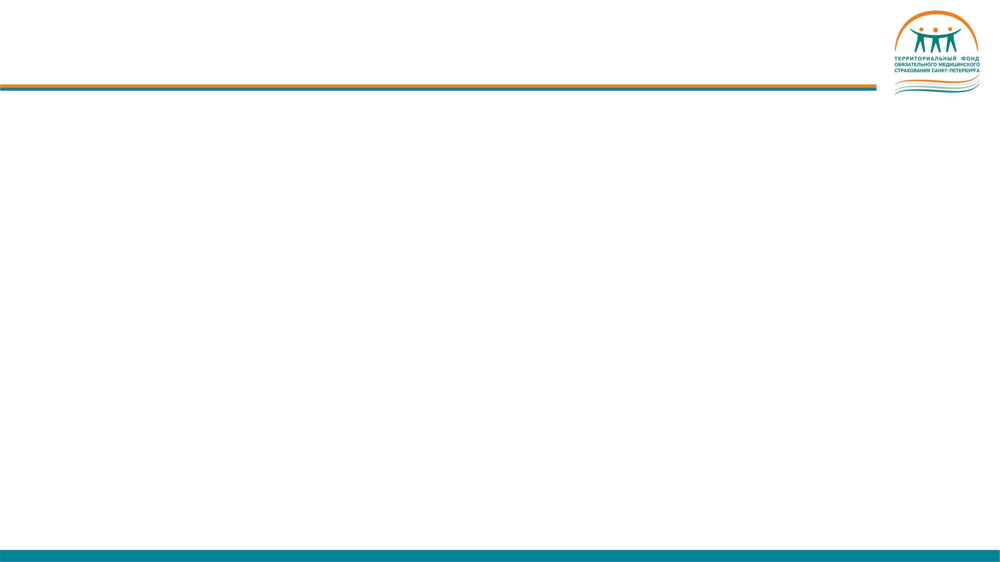 ТЕРРИТОРИАЛЬНЫЙ ФОНД
ОБЯЗАТЕЛЬНОГО МЕДИЦИНСКОГО
СТРАХОВАНИЯ САНКТ-ПЕТЕРБУРГА